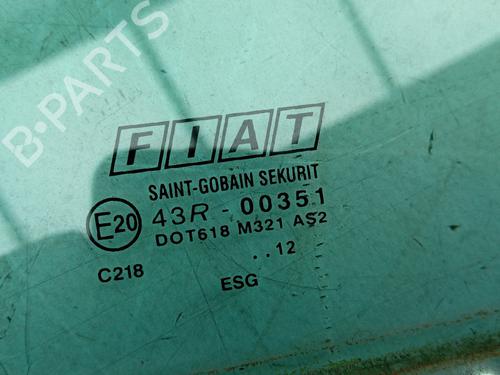 B-PARTS
FIAT
SAINT-GOBAIN SEKURIT
E20 43R - 00351
DOT618 M321 AS2
..12
C218
ESG